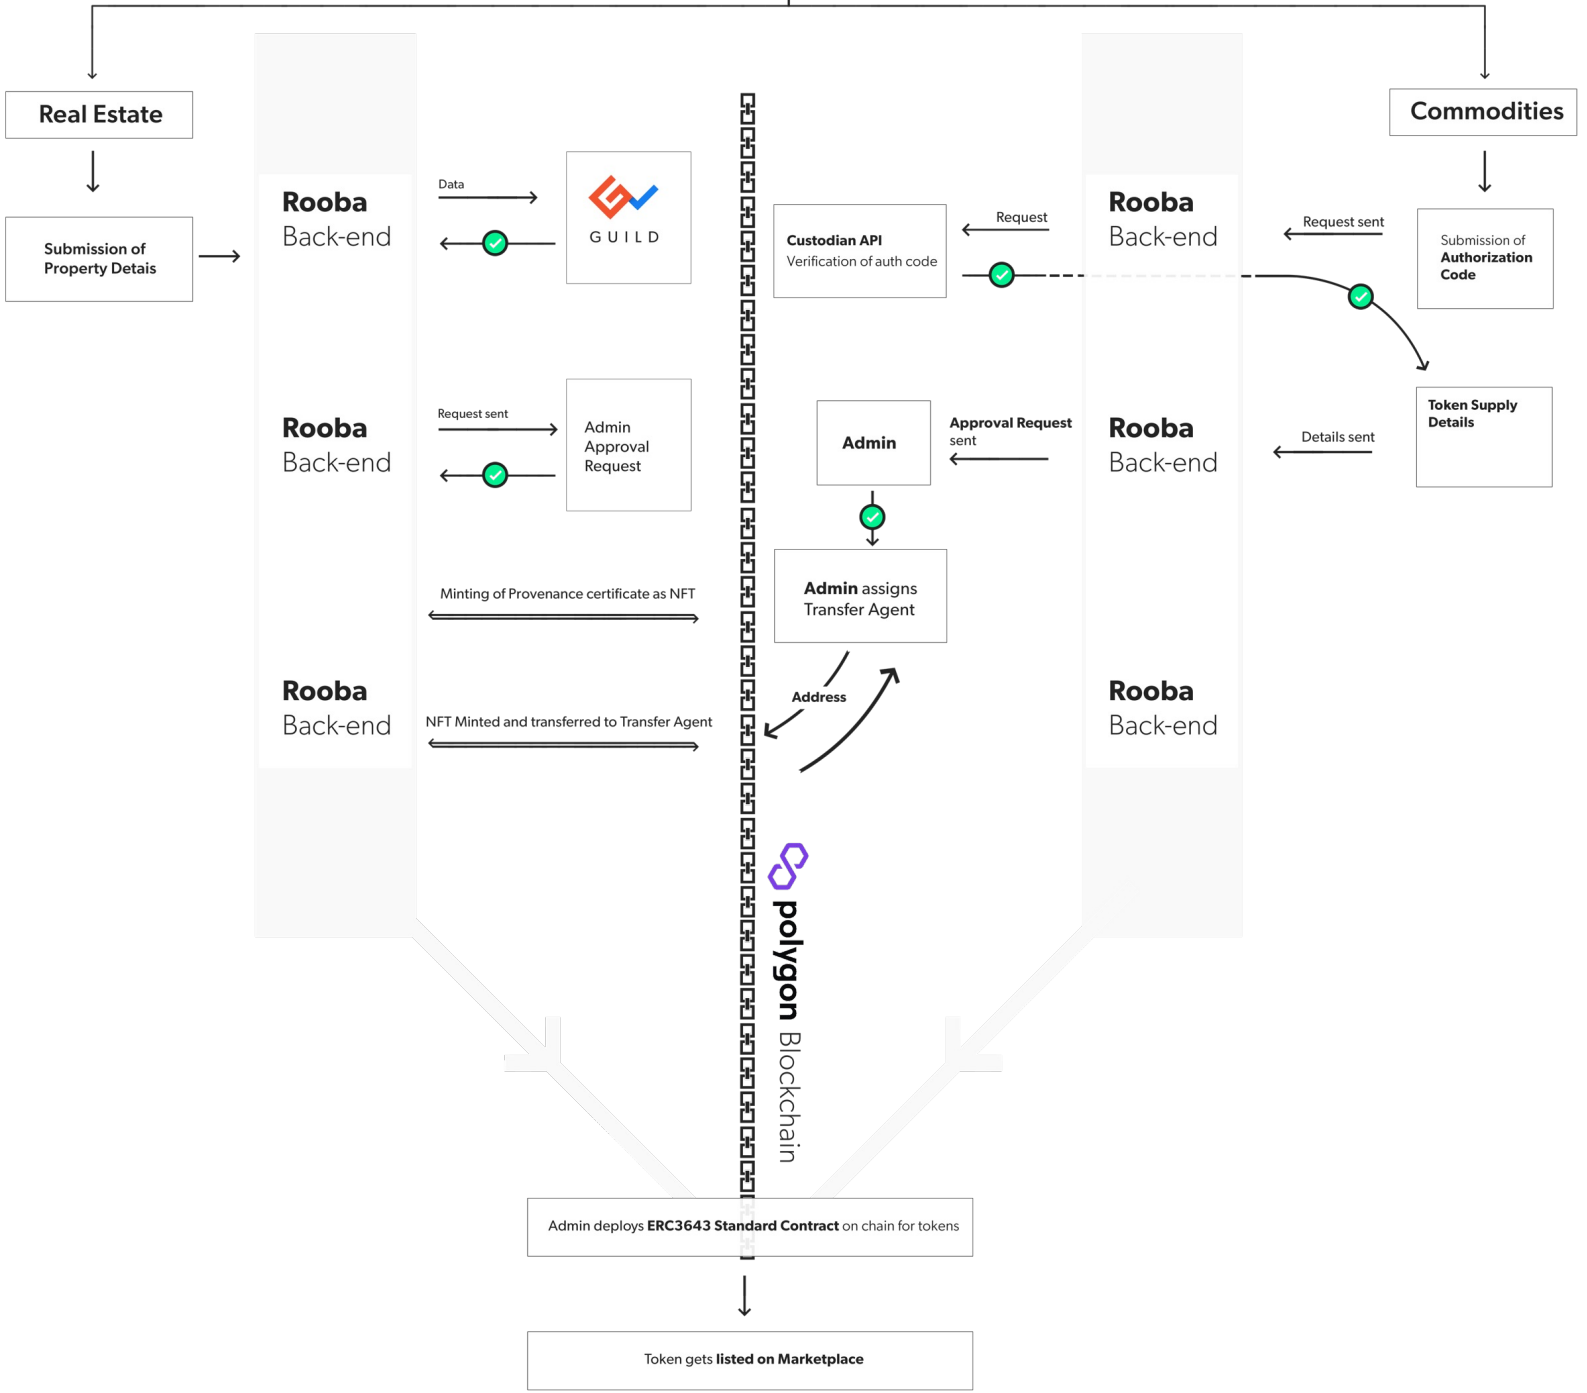 Real Estate
Submission of
Property Detais
Rooba
Back-end
Data
GUILD
Rooba
Back-end
Request sent
Admin
Approval
Request
Minting of Provenance certificate as NFT
Rooba
Back-end
NFT Minted and transferred to Transfer Agent
Commodities
Submission of
Authorization
Code
Request sent
Rooba
Back-end
Request
Custodian API
Verification of auth code
Token Supply
Details
Details sent
Rooba
Back-end
Approval Request
sent
Admin
Admin assigns
Transfer Agent
Address
Rooba
Back-end
polygon Blockchain
Admin deploys ERC3643 Standard Contract on chain for tokens
Token gets listed on Marketplace